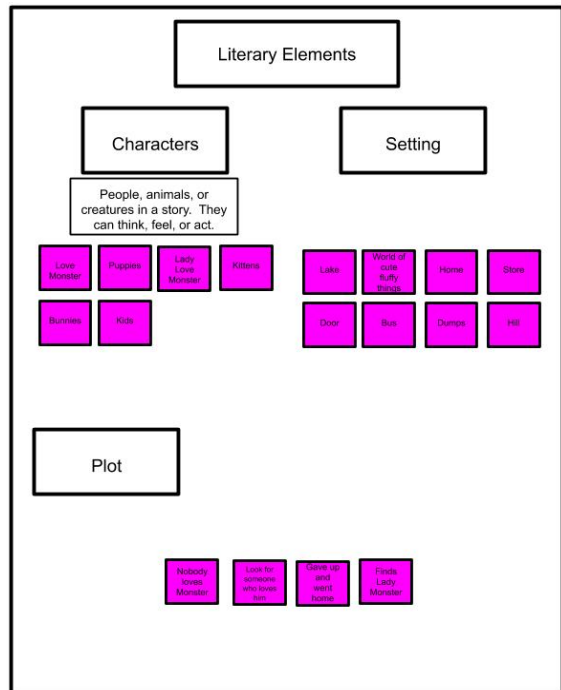 Literary Elements
Characters
Setting
People, animals, or
creatures in a story. They
can think, feel, or act.
Love
Monster
Puppies
Lady
Love
Monster
Kittens
Lake
World of
cute
fluffy
things
Home
Store
Bunnies
Kids
Door
Bus
Dumps
Hill
Plot
Nobody
loves
Monster
Look for
someone
who loves
him
Gave up
and
went
home
Finds
Lady
Monster